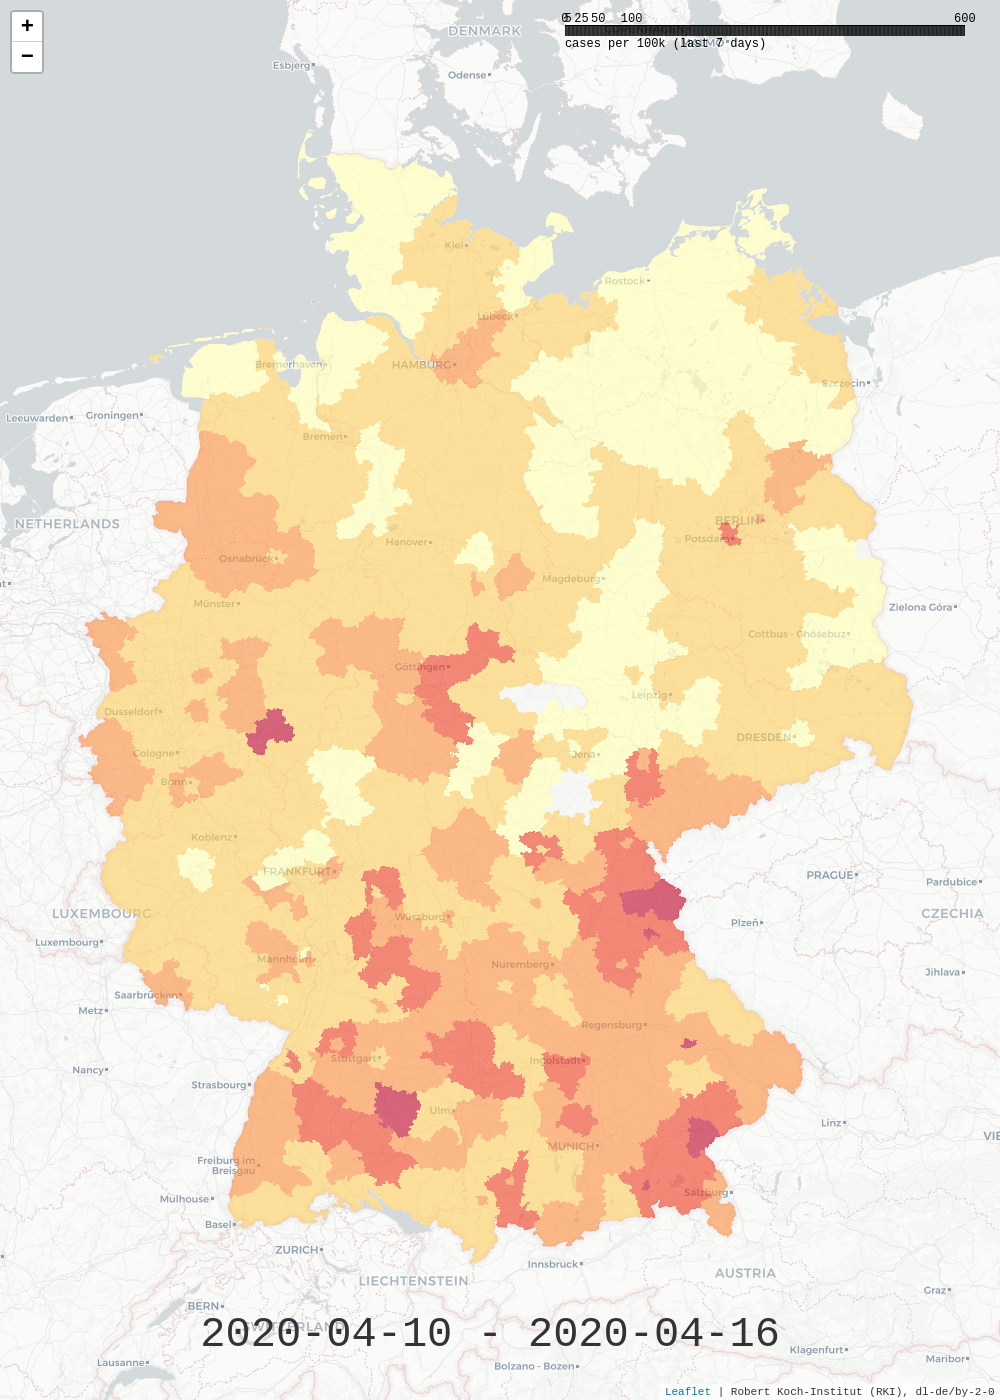 +
−
0 5 25 50 100 600
cases per 100k (last 7 days)
DENMARK
Esbjerg
Odense
Kiel
Rostock
Lübeck
Bremerhaven
HAMBURG
Szczecin
Leeuwarden
Groningen
Bremen
NETHERLANDS
BERLIN
Potsdam
Hanover
Osnabrück
Magdeburg
Münster
Zielona Góra
Cottbus - Chóśebuz
Göttingen
Leipzig
Dusseldorf
DRESDEN
Cologne
Jena
Bonn
Koblenz
FRANKFURT
PRAGUE
Pardubice
LUXEMBOURG
Würzburg
CZECHIA
Plzeň
Luxembourg
Mannheim
Nuremberg
Jihlava
Saarbrücken
Metz
Regensburg
Stuttgart
Ingolstadt
Nancy
Strasbourg
Ulm
Linz
MUNICH
VIE
Freiburg im
Breisgau
Salzburg
Mulhouse
Basel
ZURICH
Innsbruck
AUSTRIA
LIECHTENSTEIN
Graz
BERN
SWITZERLAND
2020-04-10 - 2020-04-16
Klagenfurt
Lausanne
Bolzano - Bozen
Maribor
Leaflet | Robert Koch-Institut (RKI), dl-de/by-2-0